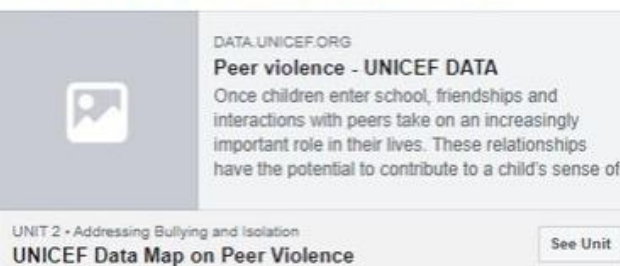 DATA.UNICEF.ORG
Peer violence - UNICEF DATA
Once children enter school, friendships and
interactions with peers take on an increasingly
important role in their lives. These relationships
have the potential to contribute to a child's sense of
UNIT 2 • Addressing Bullying and Isolation
UNICEF Data Map on Peer Violence
See Unit